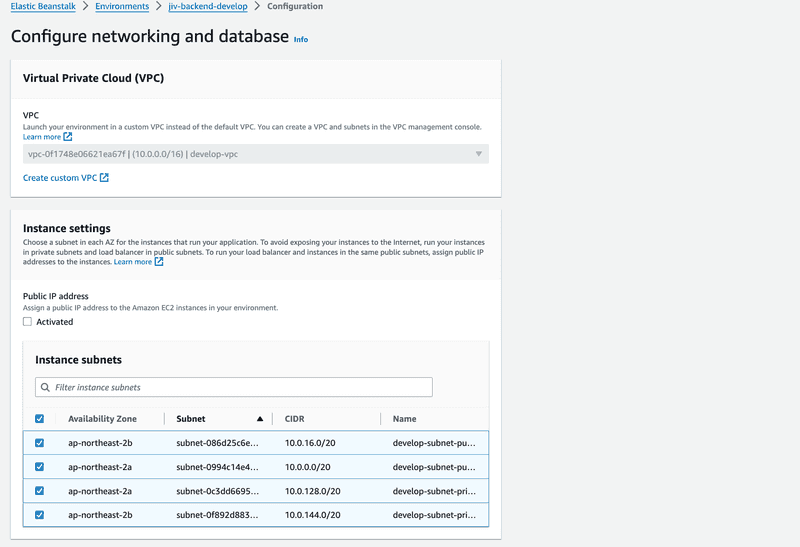 Elastic Beanstalk > Environments > jiv-backend-develop > Configuration
Configure networking and database Info
Virtual Private Cloud (VPC)
VPC
Launch your environment in a custom VPC instead of the default VPC. You can create a VPC and subnets in the VPC management console.
Learn more
vpc-0f1748e06621ea67f | (10.0.0.0/16) | develop-vpc
Create custom VPC
Instance settings
Choose a subnet in each AZ for the instances that run your application. To avoid exposing your instances to the Internet, run your instances
in private subnets and load balancer in public subnets. To run your load balancer and instances in the same public subnets, assign public IP
addresses to the instances. Learn more
Public IP address
Assign a public IP address to the Amazon EC2 instances in your environment.
Activated
Instance subnets
Filter instance subnets
Availability Zone Subnet CIDR Name
ap-northeast-2b subnet-086d25c6e... 10.0.16.0/20 develop-subnet-pu...
ap-northeast-2a subnet-0994c14e4... 10.0.0.0/20 develop-subnet-pu...
ap-northeast-2a subnet-0c3dd6695... 10.0.128.0/20 develop-subnet-pri...
ap-northeast-2b subnet-0f892d883... 10.0.144.0/20 develop-subnet-pri...